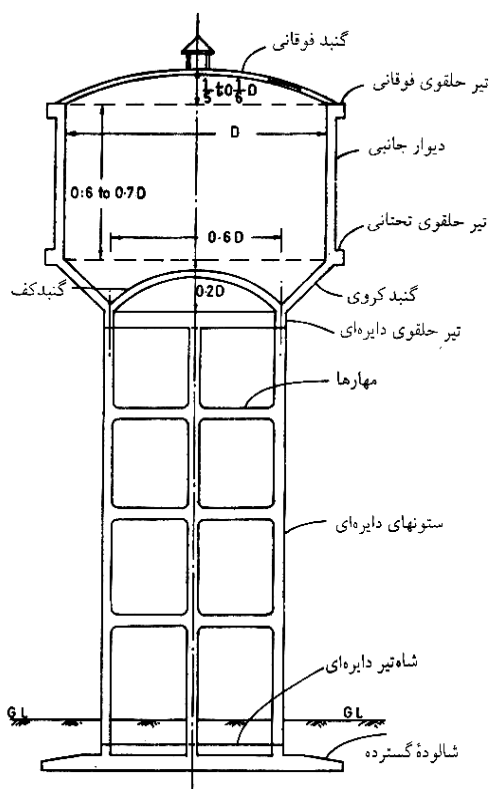 گنبد فوقانی
تیر حلقوی فوقانی
1/5 to 1/6 D
D
دیوار جانبی
0.6 to 0.7D
0.6D
تیر حلقوی تحتانی
گنبدکف
0.2D
گنبد کروی
تیر حلقوی دایره‌ای
مهارها
ستونهای دایره‌ای
شاه‌تیر دایره‌ای
GL
GL
شالودهٔ گسترده